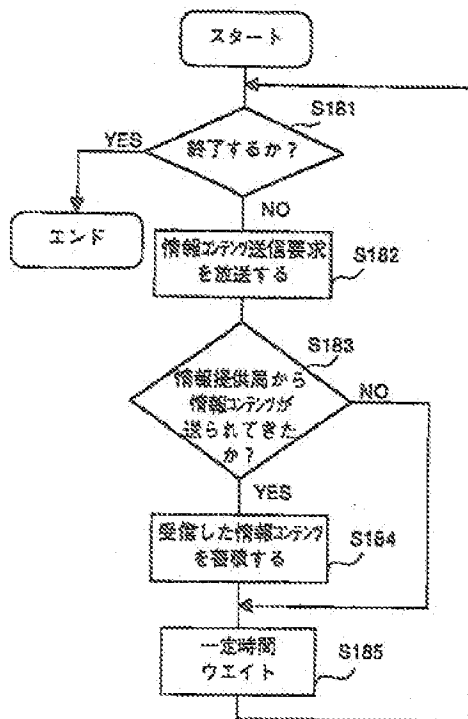 スタート
S181
終了するか？
YES
エンド
NO
情報コンテンツ送信要求
を放送する
S182
S183
情報提供局から
情報コンテンツが
送られてきた
か？
NO
YES
受信した情報コンテンツ
を蓄積する
S184
一定時間
ウエイト
S185